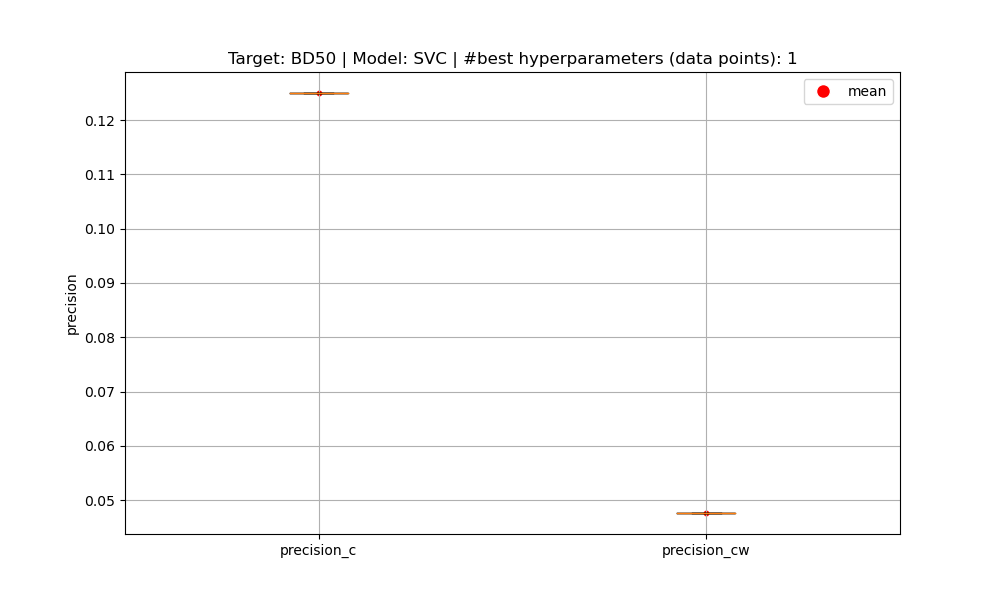 Target: BD50 | Model: SVC | #best hyperparameters (data points): 1
mean
0.12
0.11
0.10
0.09
0.08
0.07
0.06
0.05
precision
precision_c
precision_cw